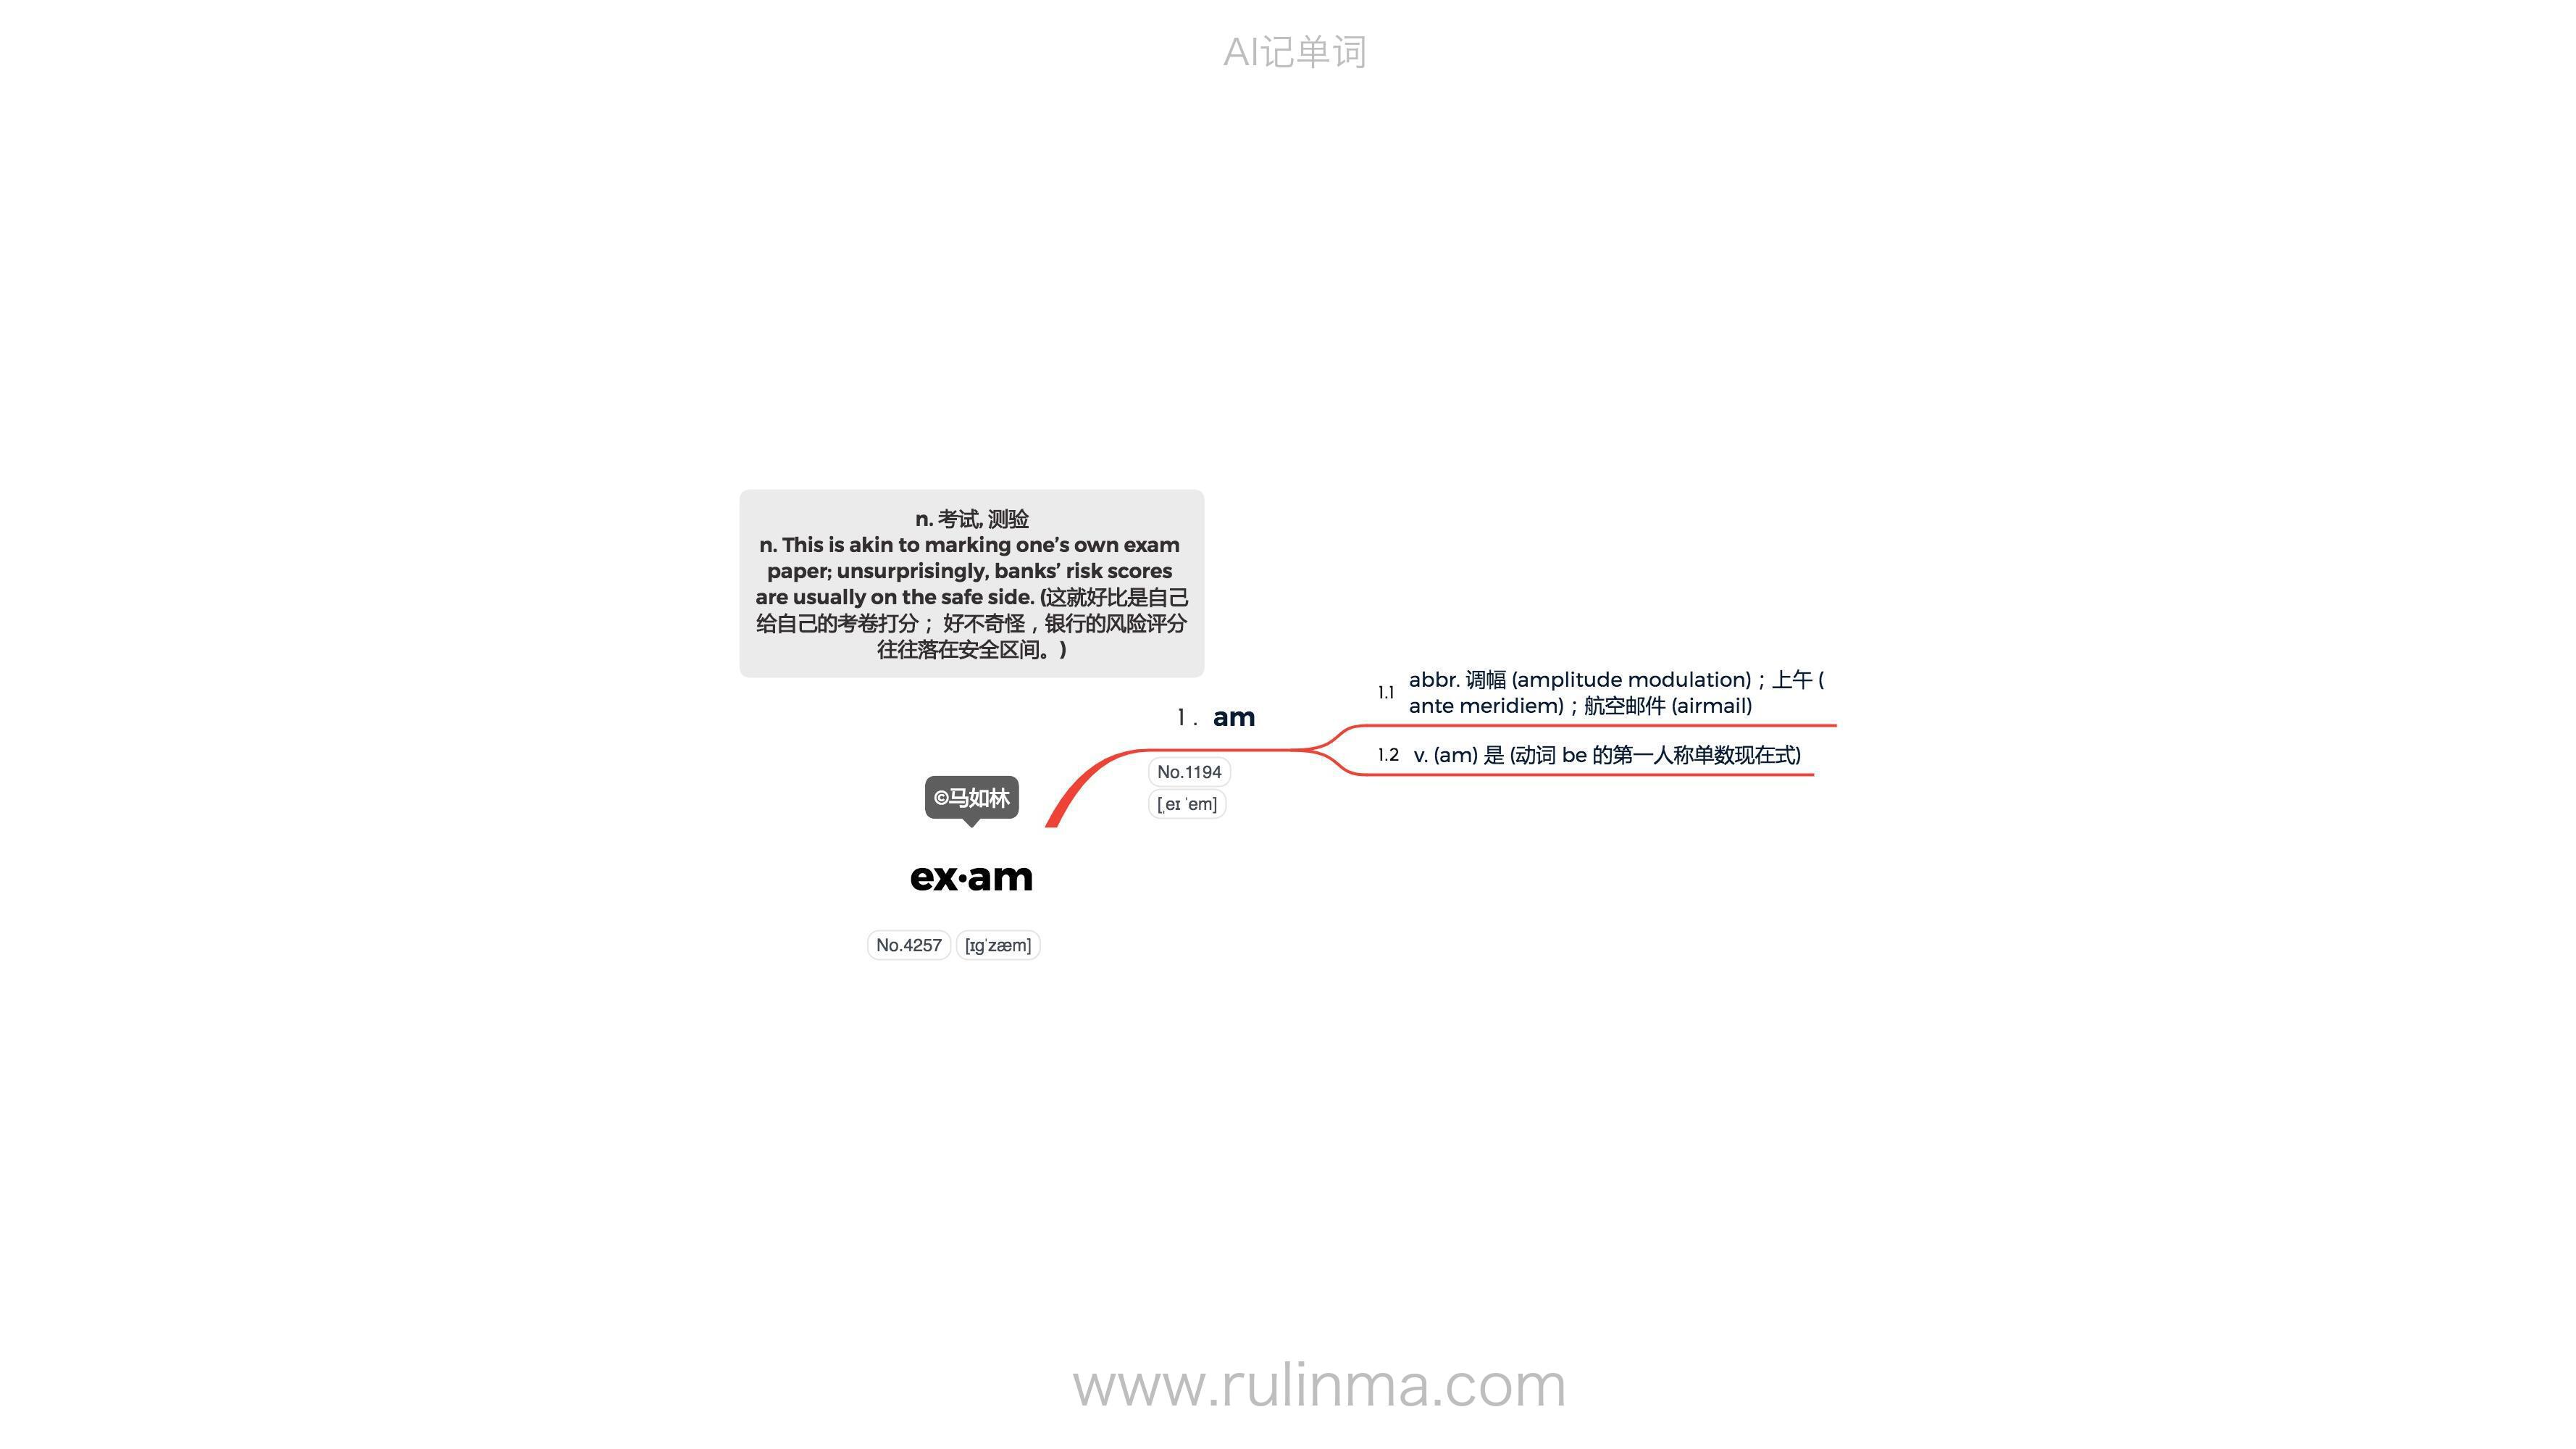 AI记单词
n. 考试, 测验
n. This is akin to marking one’s own exam
paper; unsurprisingly, banks’ risk scores
are usually on the safe side. (这就好比是自己
给自己的考卷打分； 好不奇怪，银行的风险评分
往往落在安全区间。)
1. am
No.1194
[ˌeɪ ˈem]
1.1 abbr. 调幅 (amplitude modulation)；上午 (
ante meridiem)；航空邮件 (airmail)
1.2 v. (am) 是 (动词 be 的第一人称单数现在式)
©马如林
ex·am
No.4257 [ɪgˈzæm]
www.rulinma.com